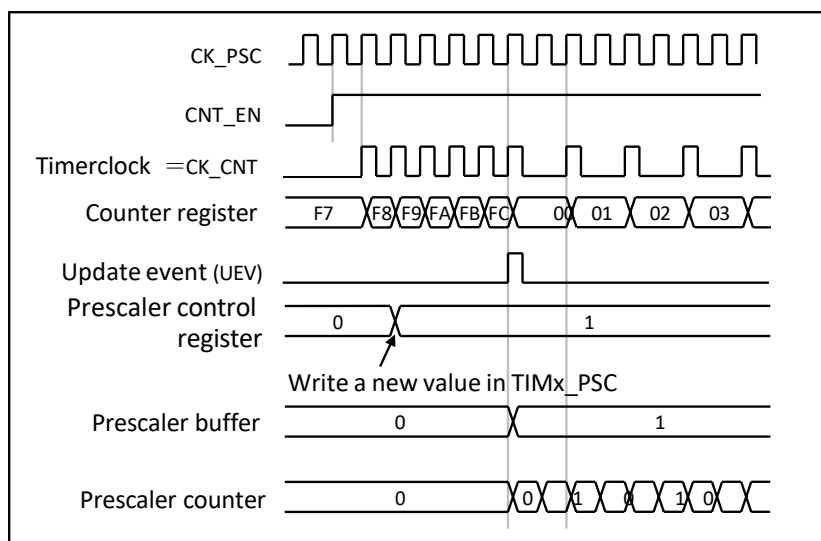 CK_PSC
CNT_EN
Timerclock =CK_CNT
Counter register F7 F8 F9 FA FB FC 00 01 02 03
Update event (UEV)
Prescaler control
register 0 1
Write a new value in TIMx_PSC
Prescaler buffer 0 1
Prescaler counter 0 0 1 0 1 0